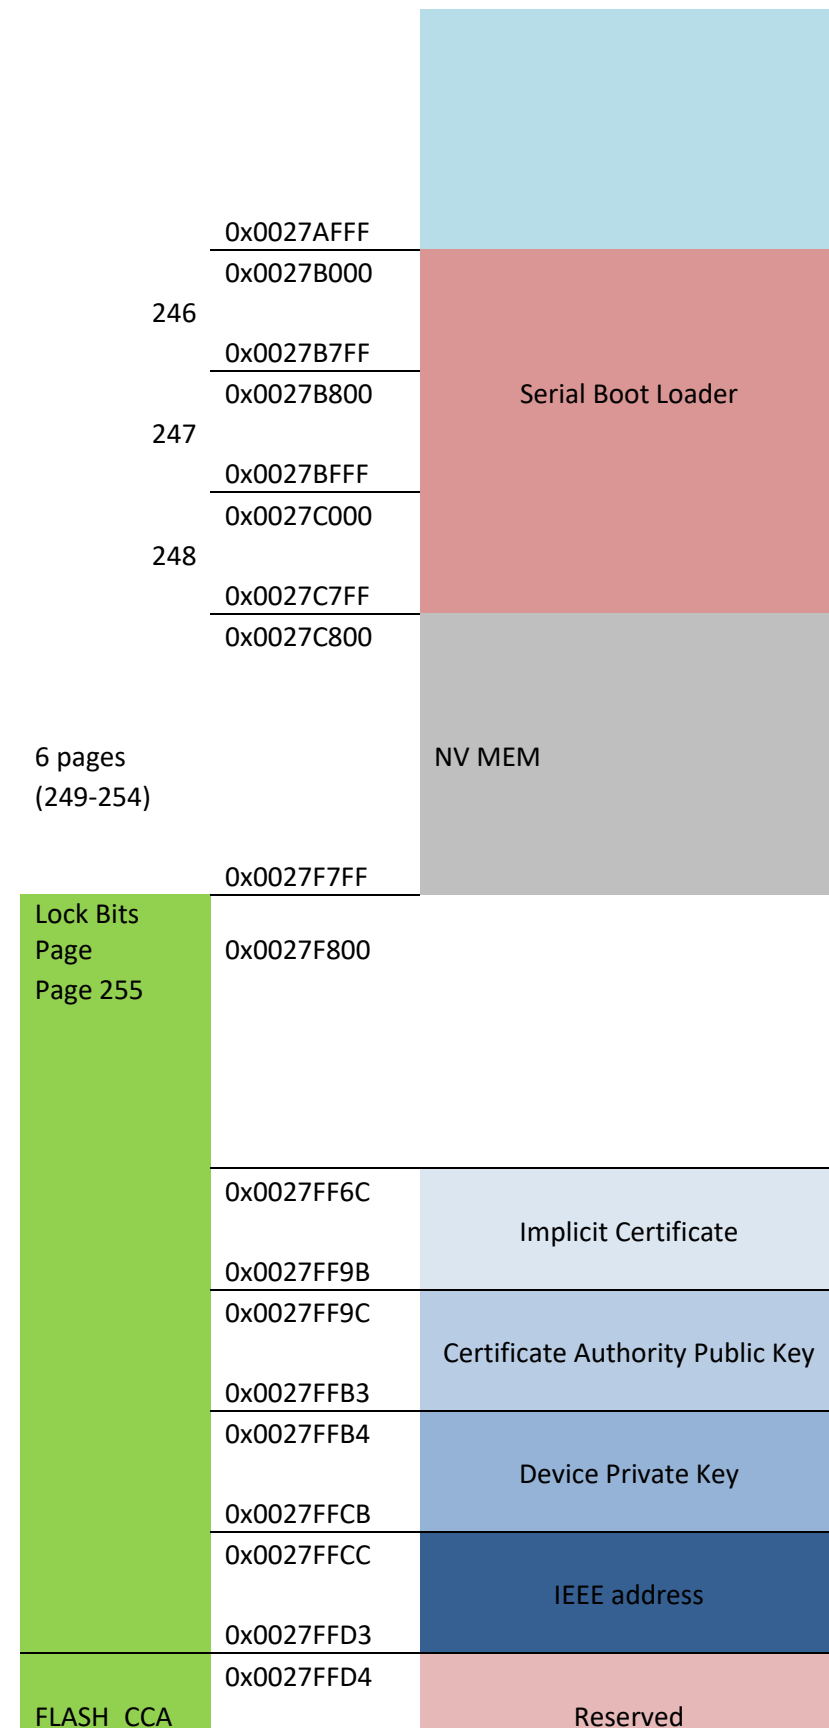 0x0027AFFF
0x0027B000
246
0x0027B7FF
0x0027B800 Serial Boot Loader
247
0x0027BFFF
0x0027C000
248
0x0027C7FF
0x0027C800
6 pages NV MEM
(249-254)
0x0027F7FF
Lock Bits
Page 0x0027F800
Page 255
0x0027FF6C
Implicit Certificate
0x0027FF9B
0x0027FF9C
Certificate Authority Public Key
0x0027FFB3
0x0027FFB4
Device Private Key
0x0027FFCB
0x0027FFCC
IEEE address
0x0027FFD3
0x0027FFD4
FLASH_CCA Reserved